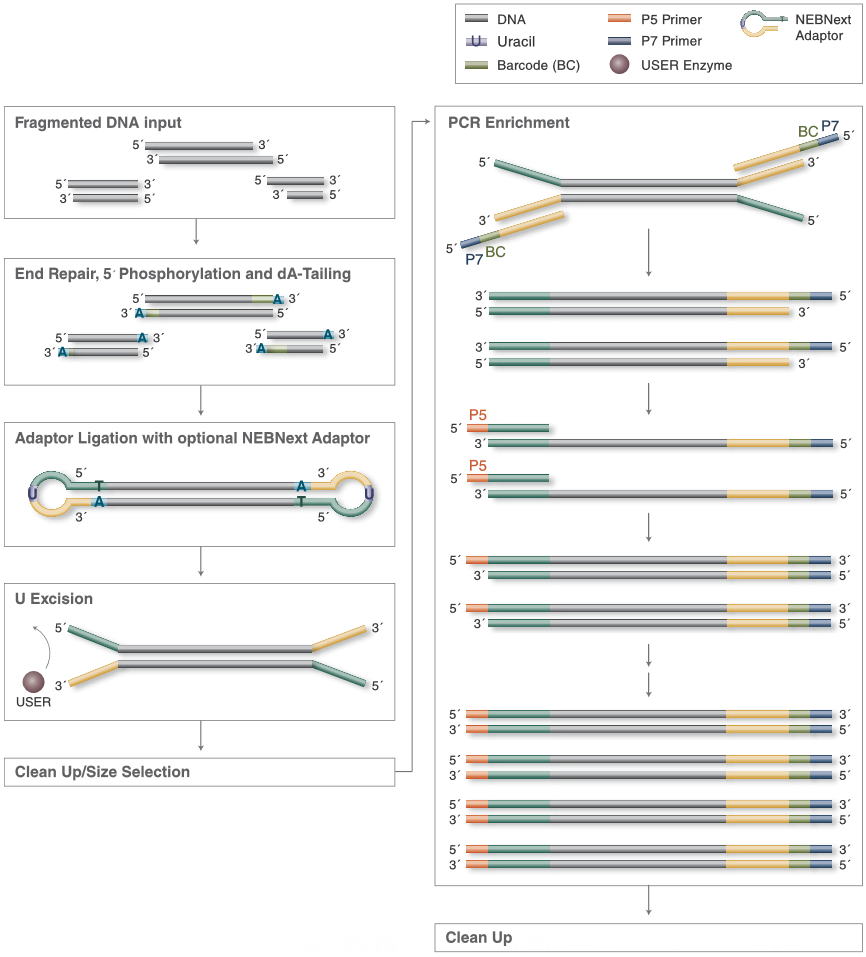 DNA
P5 Primer
NEBNext
Adaptor
Uracil
U
P7 Primer
Barcode (BC)
USER Enzyme
Fragmented DNA input
5´ 3´
3´ 5´
5´ 3´ 5´ 3´
3´ 5´ 3´ 5´
End Repair, 5´ Phosphorylation and dA-Tailing
5´ A 3´
3´ A 5´
5´ A 3´ 5´ A 3´
3´ A 5´ 3´ A 5´
Adaptor Ligation with optional NEBNext Adaptor
5´ 3´
T A
U U
A T
3´ 5´
U Excision
5´ 3´
3´ 5´
USER
Clean Up/Size Selection
PCR Enrichment
BC P7 5´
5´ 3´
3´ 5´
5´ P7 BC
3´ 5´
5´ 3´
3´ 5´
5´ 3´
P5
5´
3´ 5´
P5
5´
3´ 5´
5´ 3´
3´ 5´
5´ 3´
3´ 5´
5´ 3´
3´ 5´
5´ 3´
3´ 5´
5´ 3´
3´ 5´
5´ 3´
3´ 5´
Clean Up